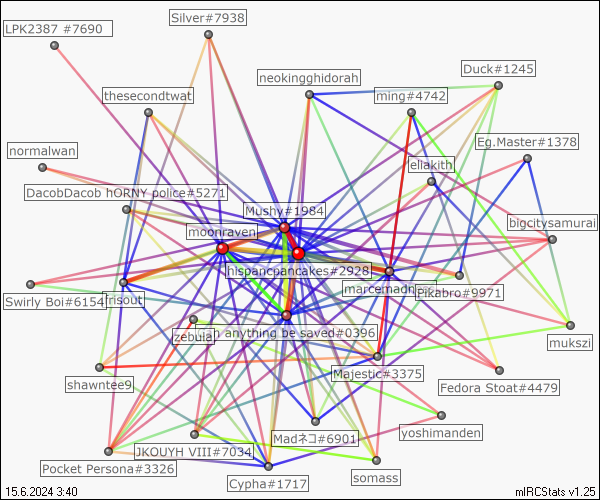 Silver#7938
LPK2387 #7690
neokingghidorah
Duck#1245
thesecondtwat
ming#4742
Eg.Master#1378
normalwan
eliakith
DacobDacob hORNY police#5271
Mushy#1984
bigcitysamurai
moonraven
hispancpancakes#2928
marcemadn
Pikabro#9971
Swirly Boi#6154
frisout
zebula
an anything be saved#0396
mukszi
Majestic#3375
shawntee9
Fedora Stoat#4479
yoshimanden
Madネコ#6901
JKOUYH VIII#7034
Pocket Persona#3326
somass
Cypha#1717
15.6.2024 3:40
mIRCStats v1.25